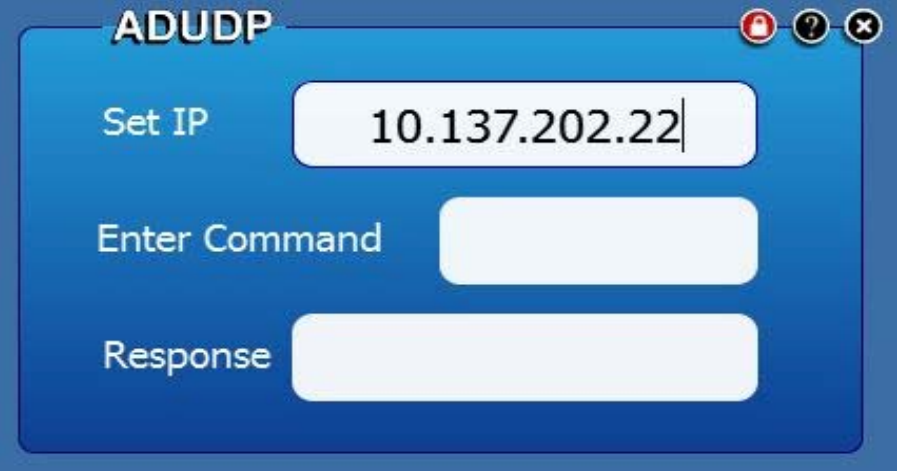 ADUDP
?
Set IP 10.137.202.22
Enter Command
Response